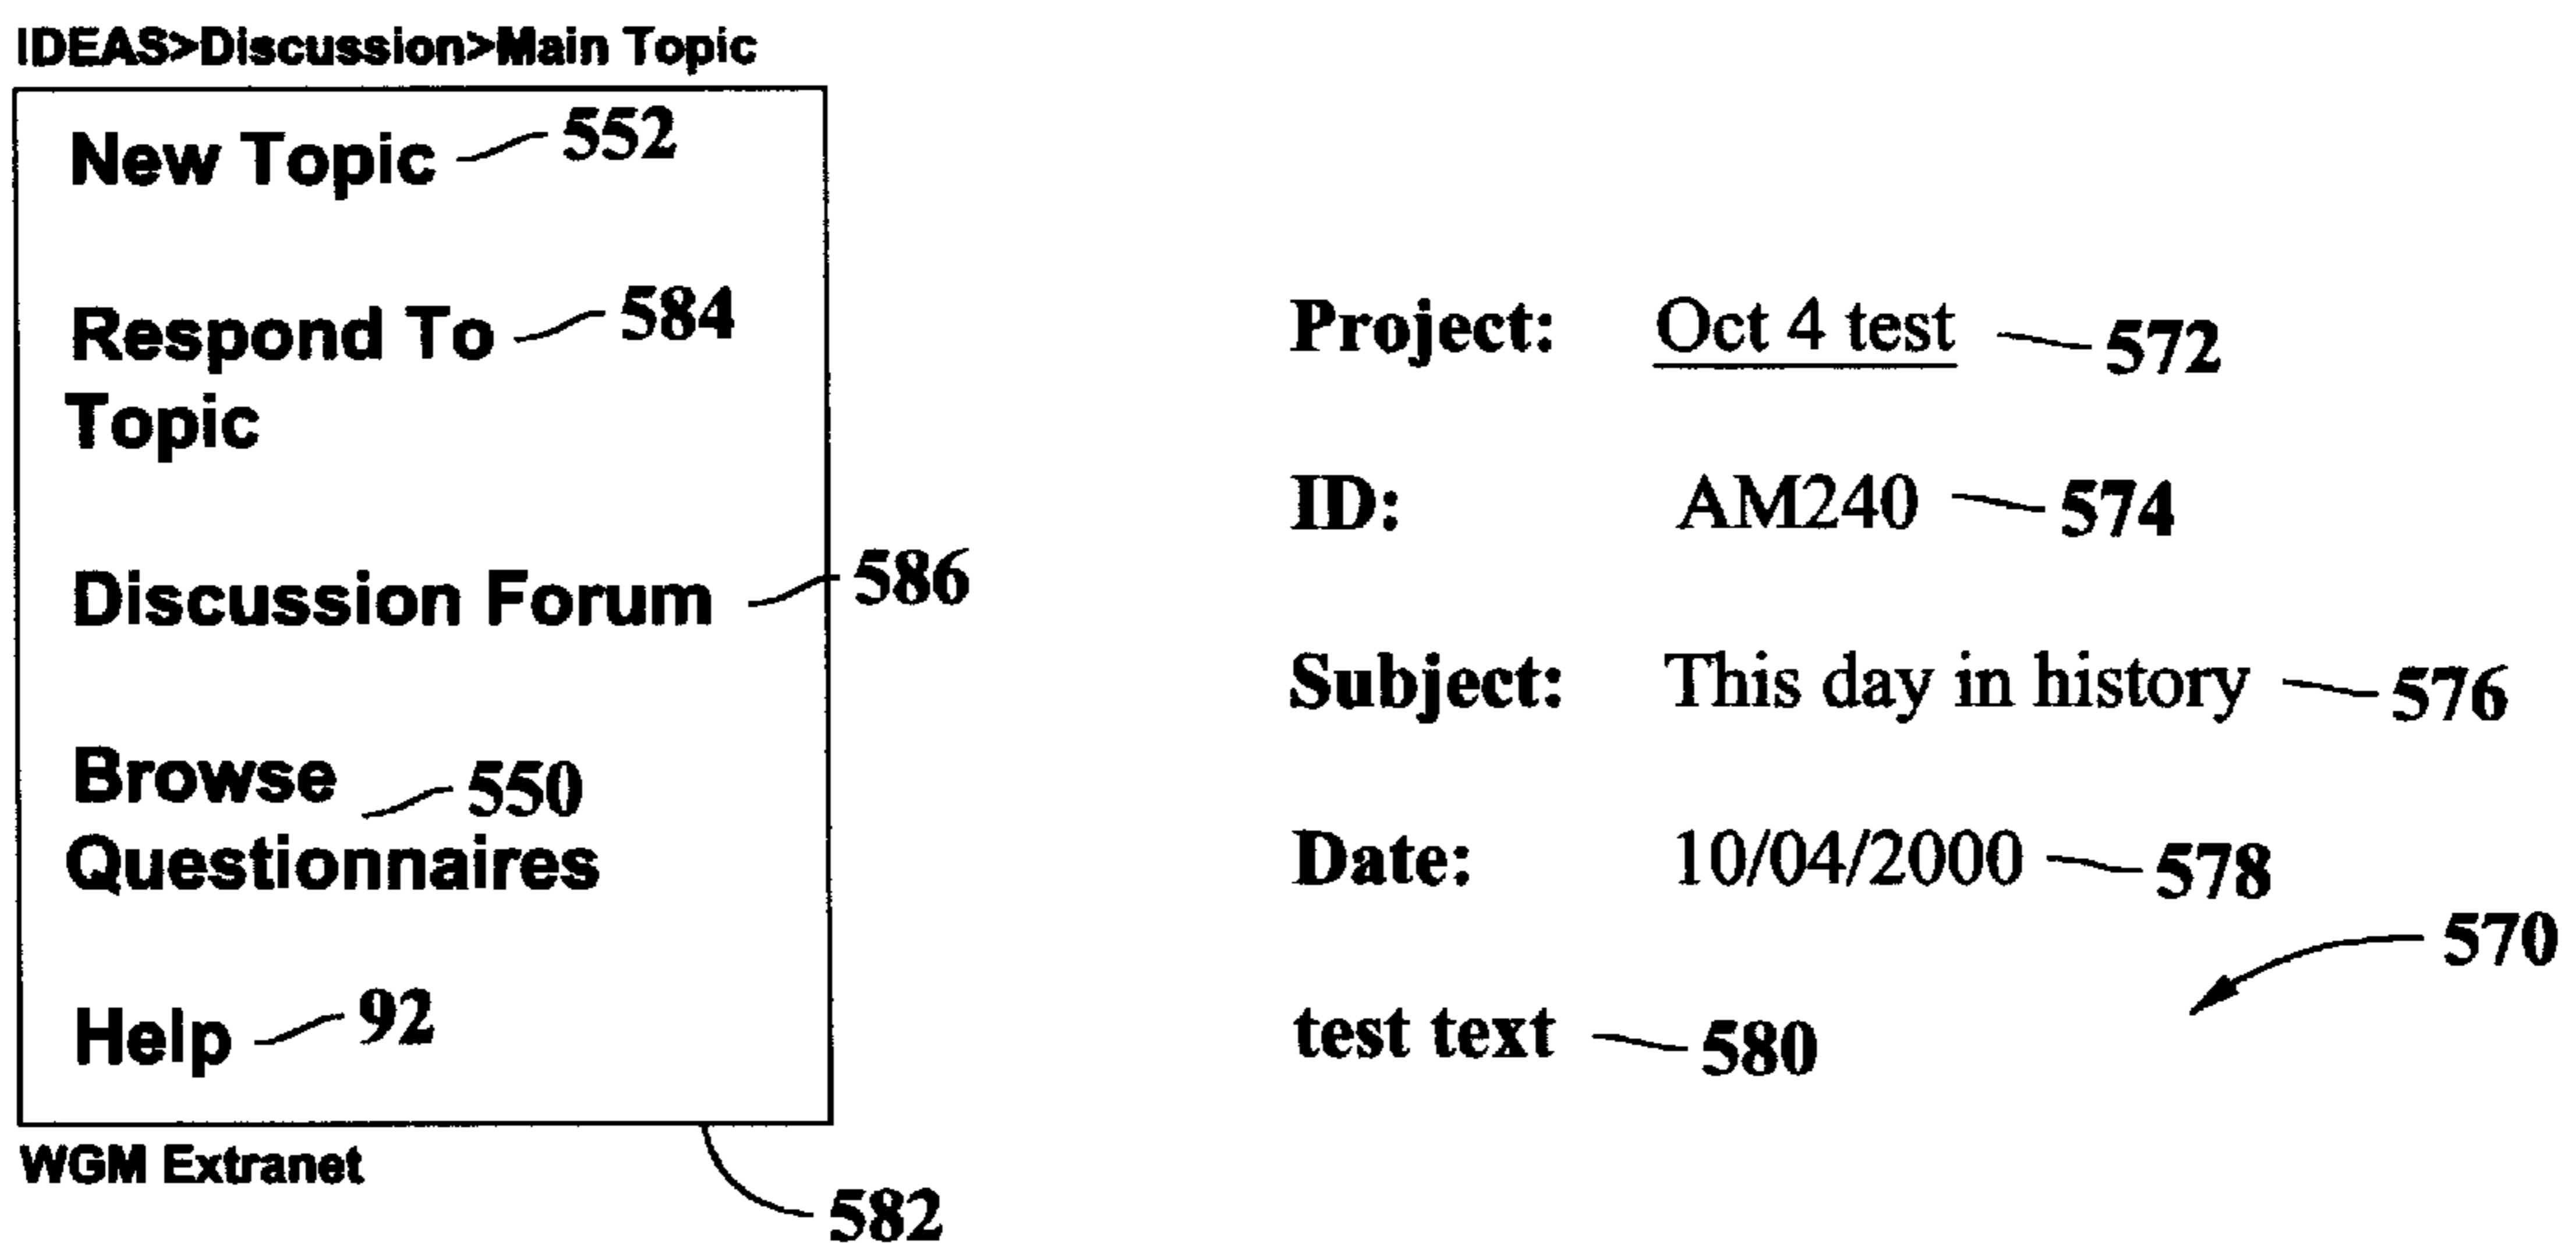 IDEAS>Discussion>Main Topic
New Topic 552
Respond To 584
Topic
Discussion Forum 586
Browse 550
Questionnaires
Help 92
WGM Extranet
582
Project: Oct 4 test 572
ID: AM240 574
Subject: This day in history 576
Date: 10/04/2000 578
570
test text 580